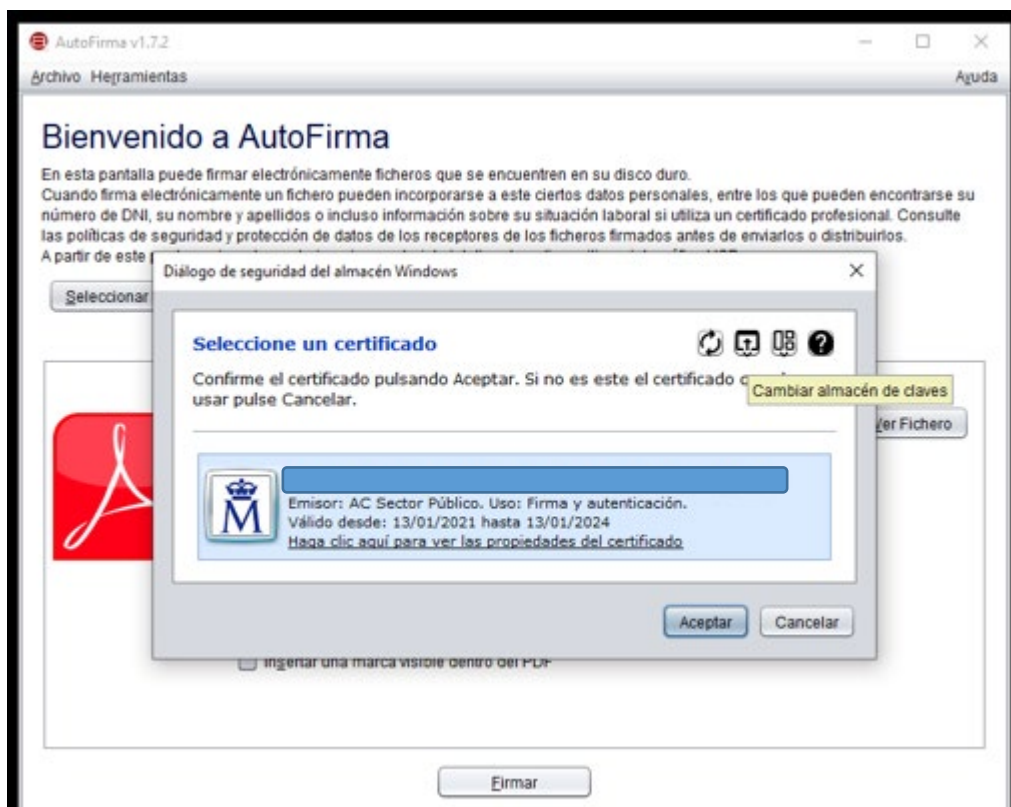 AutoFirma v1.7.2
Archivo Herramientas Ayuda
Bienvenido a AutoFirma
En esta pantalla puede firmar electrónicamente ficheros que se encuentren en su disco duro.
Cuando firma electrónicamente un fichero pueden incorporarse a este ciertos datos personales, entre los que pueden encontrarse su
número de DNI, su nombre y apellidos o incluso información sobre su situación laboral si utiliza un certificado profesional. Consulte
las políticas de seguridad y protección de datos de los receptores de los ficheros firmados antes de enviarlos o distribuirlos.
A partir de este
Diálogo de seguridad del almacén Windows
Seleccionar
Seleccione un certificado
Confirme el certificado pulsando Aceptar. Si no es este el certificado
usar pulse Cancelar.
Cambiar almacén de claves
Ver Fichero
M
Emisor: AC Sector Público. Uso: Firma y autenticación.
Válido desde: 13/01/2021 hasta 13/01/2024
Haga clic aquí para ver las propiedades del certificado
Aceptar Cancelar
Insertar una marca visible dentro del PDF
Firmar